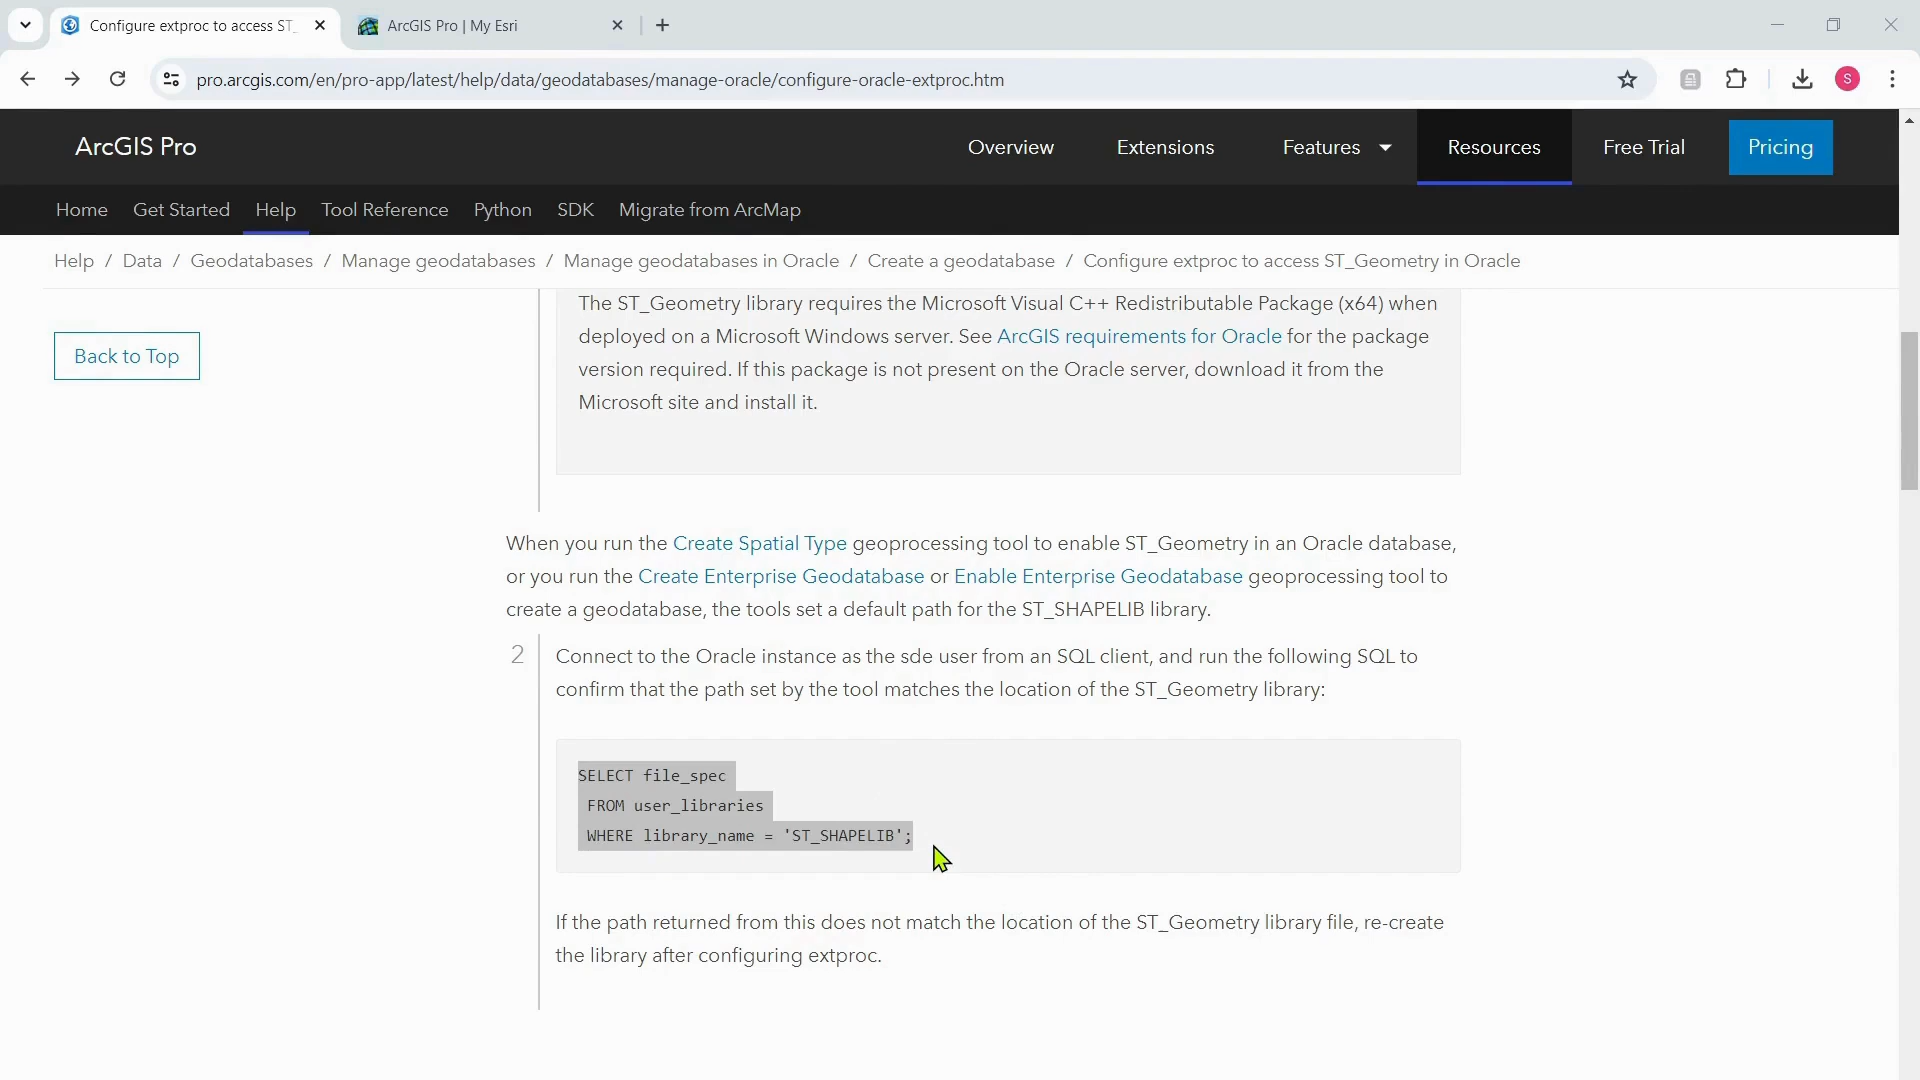 Configure extproc to access ST_
ArcGIS Pro | My Esri
pro.arcgis.com/en/pro-app/latest/help/data/geodatabases/manage-oracle/configure-oracle-extproc.htm
S
ArcGIS Pro
Overview
Extensions
Features
Resources
Free Trial
Pricing
Home
Get Started
Help
Tool Reference
Python
SDK
Migrate from ArcMap
Help / Data / Geodatabases / Manage geodatabases / Manage geodatabases in Oracle / Create a geodatabase / Configure extproc to access ST_Geometry in Oracle
Back to Top
The ST_Geometry library requires the Microsoft Visual C++ Redistributable Package (x64) when
deployed on a Microsoft Windows server. See ArcGIS requirements for Oracle for the package
version required. If this package is not present on the Oracle server, download it from the
Microsoft site and install it.
When you run the Create Spatial Type geoprocessing tool to enable ST_Geometry in an Oracle database,
or you run the Create Enterprise Geodatabase or Enable Enterprise Geodatabase geoprocessing tool to
create a geodatabase, the tools set a default path for the ST_SHAPELIB library.
2 Connect to the Oracle instance as the sde user from an SQL client, and run the following SQL to
confirm that the path set by the tool matches the location of the ST_Geometry library:
SELECT file_spec
FROM user_libraries
WHERE library_name = 'ST_SHAPELIB';
If the path returned from this does not match the location of the ST_Geometry library file, re-create
the library after configuring extproc.